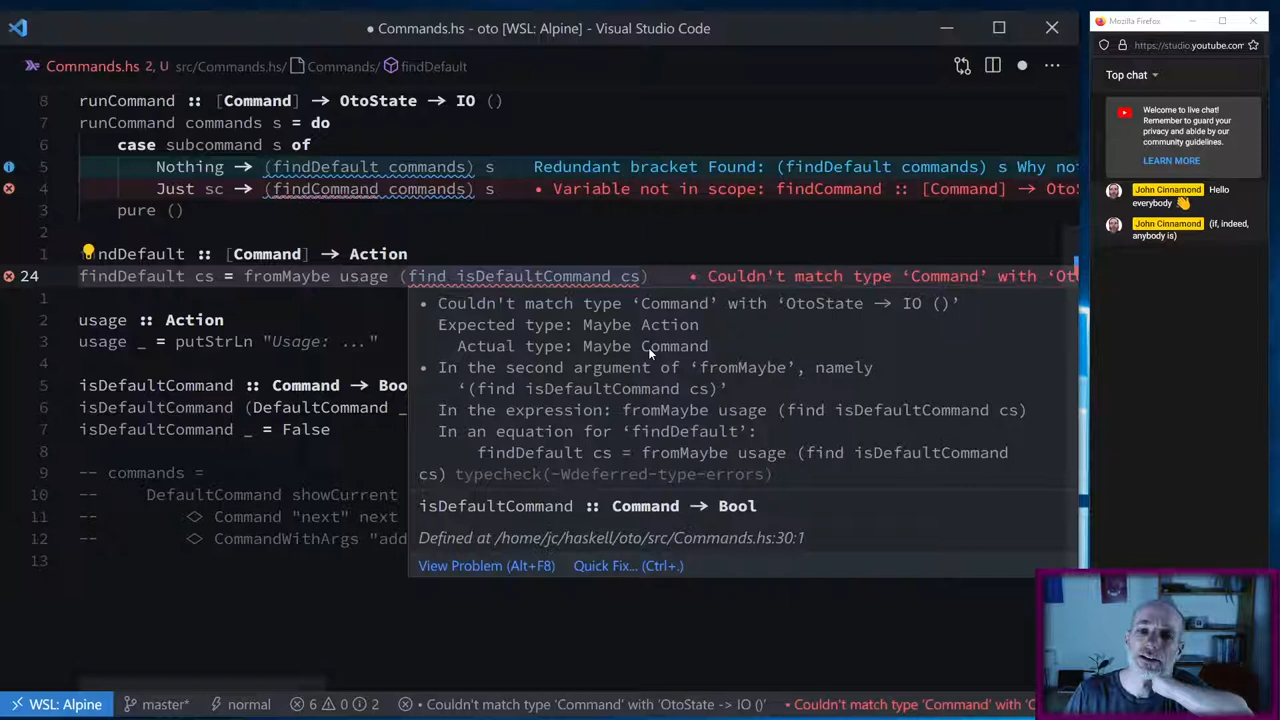 ● Commands.hs - oto [WSL: Alpine] - Visual Studio Code
Mozilla Firefox
https://studio.youtube.com
Commands.hs 2, src/Commands.hs/ Commands/ findDefault
Top chat
8 runCommand :: [Command] → OtoState → IO ()
7 runCommand commands s = do
6 case subcommand s of
5 Nothing → (findDefault commands) s Redundant bracket Found: (findDefault commands) s Why no
4 Just sc → (findCommand commands) s • Variable not in scope: findCommand :: [Command] → Oto
3 pure ()
1 findDefault :: [Command] → Action
24 findDefault cs = fromMaybe usage (find isDefaultCommand cs) • Couldn't match type ‘Command’ with ‘Ot
1
2 usage :: Action
3 usage _ = putStrLn "Usage: ..."
5 isDefaultCommand :: Command → Boo
6 isDefaultCommand (DefaultCommand _
7 isDefaultCommand _ = False
8
9 -- commands =
10 -- DefaultCommand showCurrent
11 -- <> Command "next" next
12 -- <> CommandWithArgs "add
13
• Couldn't match type ‘Command’ with ‘OtoState → IO ()’
Expected type: Maybe Action
Actual type: Maybe Command
• In the second argument of ‘fromMaybe’, namely
‘(find isDefaultCommand cs)’
In the expression: fromMaybe usage (find isDefaultCommand cs)
In an equation for ‘findDefault’:
findDefault cs = fromMaybe usage (find isDefaultCommand
cs) typecheck(-Wdeferred-type-errors)
isDefaultCommand :: Command → Bool
Defined at /home/jc/haskell/oto/src/Commands.hs:30:1
View Problem (Alt+F8) Quick Fix... (Ctrl+.)
Welcome to live chat!
Remember to guard your
privacy and abide by our
community guidelines.
LEARN MORE
John Cinnamond Hello
everybody 👋
John Cinnamond (if, indeed,
anybody is)
WSL: Alpine master* normal 6 0 2 Couldn't match type 'Command' with 'OtoState -> IO ()' • Couldn't match type 'Command' with 'O